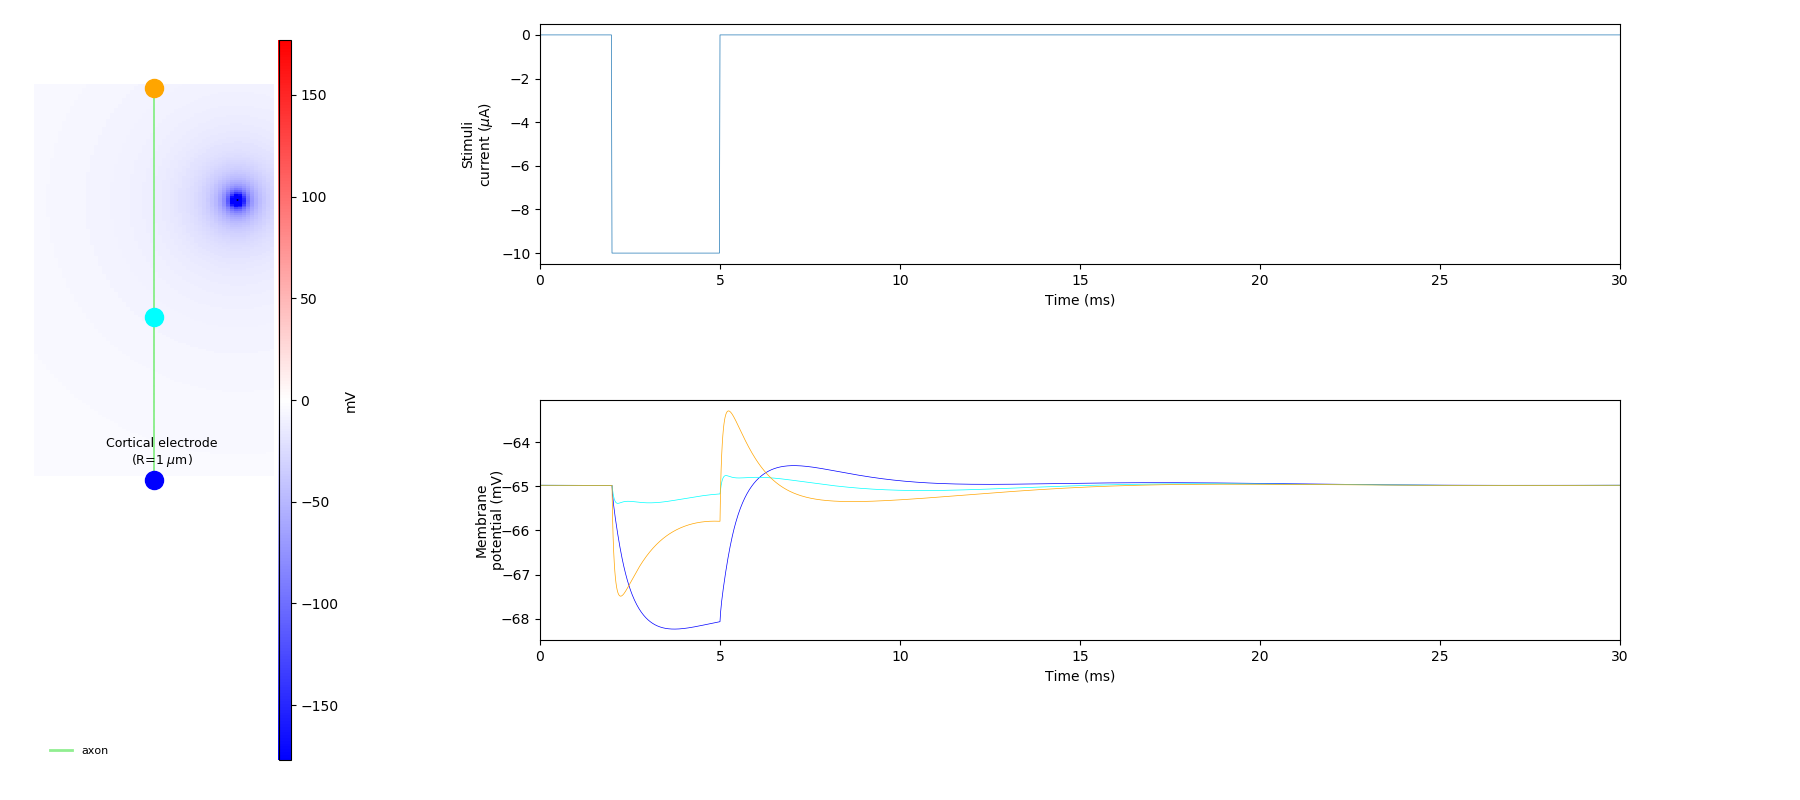 150
100
50
0
−50
−100
−150
mV
Cortical electrode
(R=1 μm)
axon
0
−2
−4
−6
−8
−10
Stimuli
current (μA)
0 5 10 15 20 25 30
Time (ms)
−64
−65
−66
−67
−68
Membrane
potential (mV)
0 5 10 15 20 25 30
Time (ms)